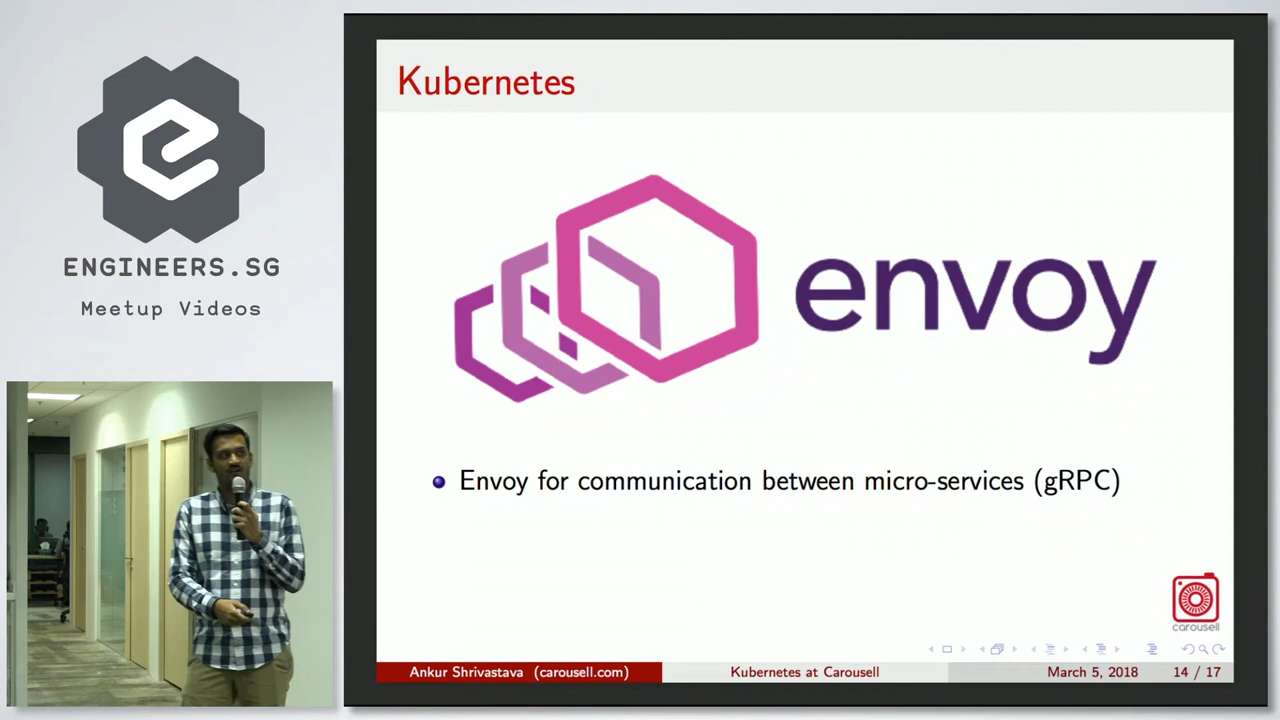 ENGINEERS.SG
Meetup Videos
Kubernetes
envoy
Envoy for communication between micro-services (gRPC)
carousell
Ankur Shrivastava (carousell.com)
Kubernetes at Carousell
March 5, 2018
14 / 17